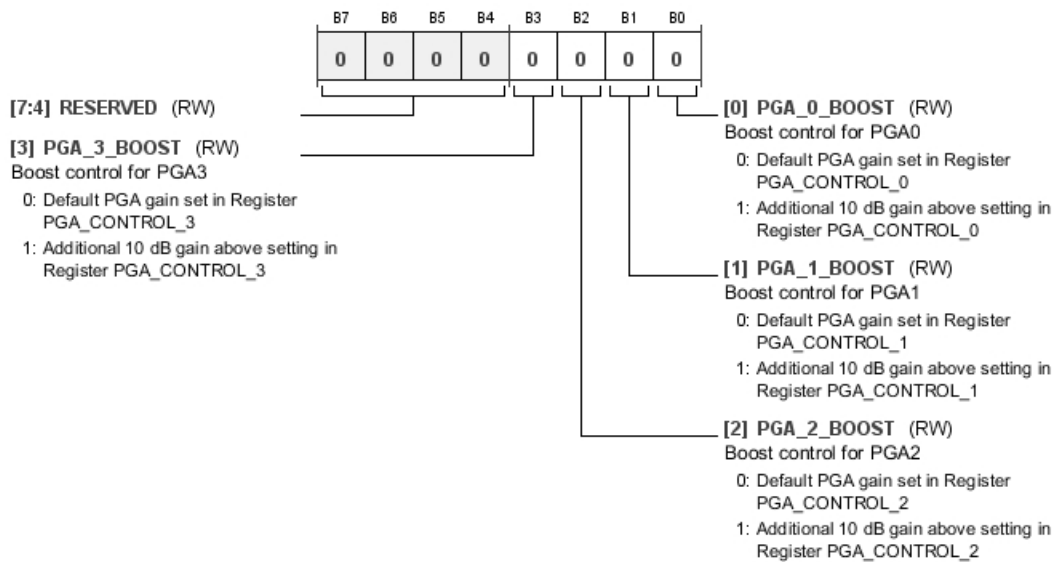 B7 B6 B5 B4 B3 B2 B1 B0
0 0 0 0 0 0 0 0
[7:4] RESERVED (RW)
[3] PGA_3_BOOST (RW)
Boost control for PGA3
0: Default PGA gain set in Register
PGA_CONTROL_3
1: Additional 10 dB gain above setting in
Register PGA_CONTROL_3
[0] PGA_0_BOOST (RW)
Boost control for PGA0
0: Default PGA gain set in Register
PGA_CONTROL_0
1: Additional 10 dB gain above setting in
Register PGA_CONTROL_0
[1] PGA_1_BOOST (RW)
Boost control for PGA1
0: Default PGA gain set in Register
PGA_CONTROL_1
1: Additional 10 dB gain above setting in
Register PGA_CONTROL_1
[2] PGA_2_BOOST (RW)
Boost control for PGA2
0: Default PGA gain set in Register
PGA_CONTROL_2
1: Additional 10 dB gain above setting in
Register PGA_CONTROL_2